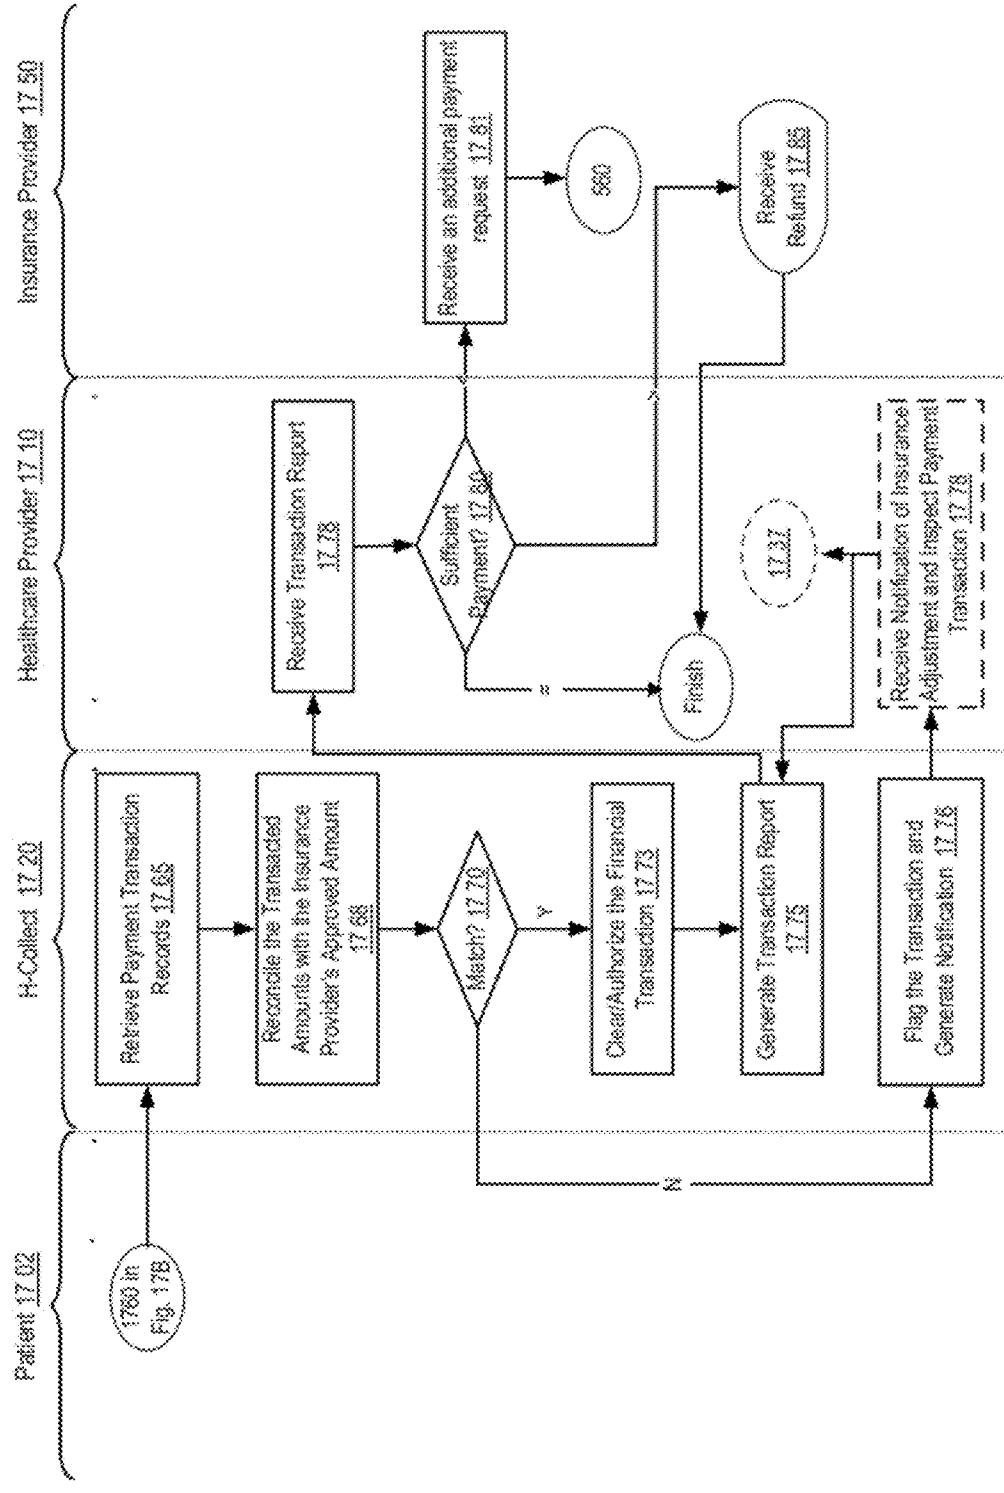 Patient 17 02
H-Collect 17 20
Healthcare Provider 17 10
Insurance Provider 17 50
1760 in
Fig. 17B
Retrieve Payment Transaction
Records 17 65
Reconcile the Transacted
Amounts with the Insurance
Provider's Approved Amount
17 68
Match? 17 70
Y
N
Clear/Authorize the Financial
Transaction 17 73
Generate Transaction Report
17 75
Flag the Transaction and
Generate Notification 17 76
Receive Transaction Report
17 78
Sufficient
Payment? 17 80
=
<
>
Finish
17 37
Receive Notification of Insurance
Adjustment and Inspect Payment
Transaction 17 78
Receive an additional payment
request 17 81
560
Receive
Refund 17 85